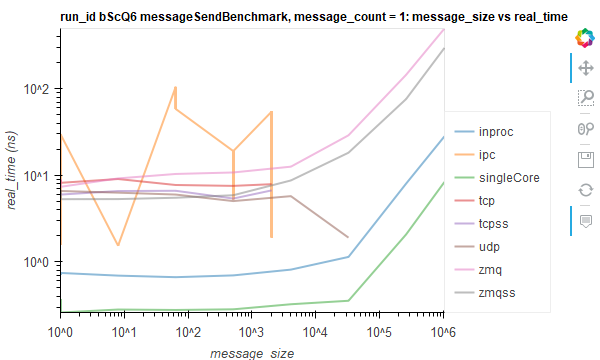 run_id bScQ6 messageSendBenchmark, message_count = 1: message_size vs real_time
10^2
10^1
10^0
real_time (ns)
10^0
10^1
10^2
10^3
10^4
10^5
10^6
message_size
inproc
ipc
singleCore
tcp
tcpss
udp
zmq
zmqss